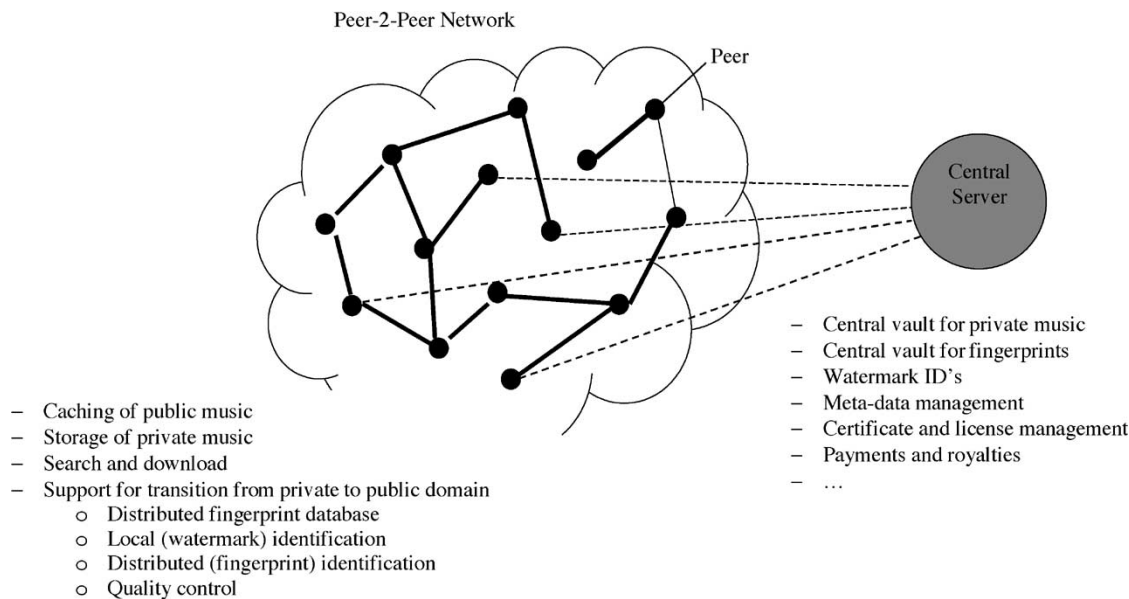 Peer-2-Peer Network
Peer
Central
Server
– Central vault for private music
– Central vault for fingerprints
– Watermark ID's
– Meta-data management
– Certificate and license management
– Payments and royalties
– …
– Caching of public music
– Storage of private music
– Search and download
– Support for transition from private to public domain
o Distributed fingerprint database
o Local (watermark) identification
o Distributed (fingerprint) identification
o Quality control